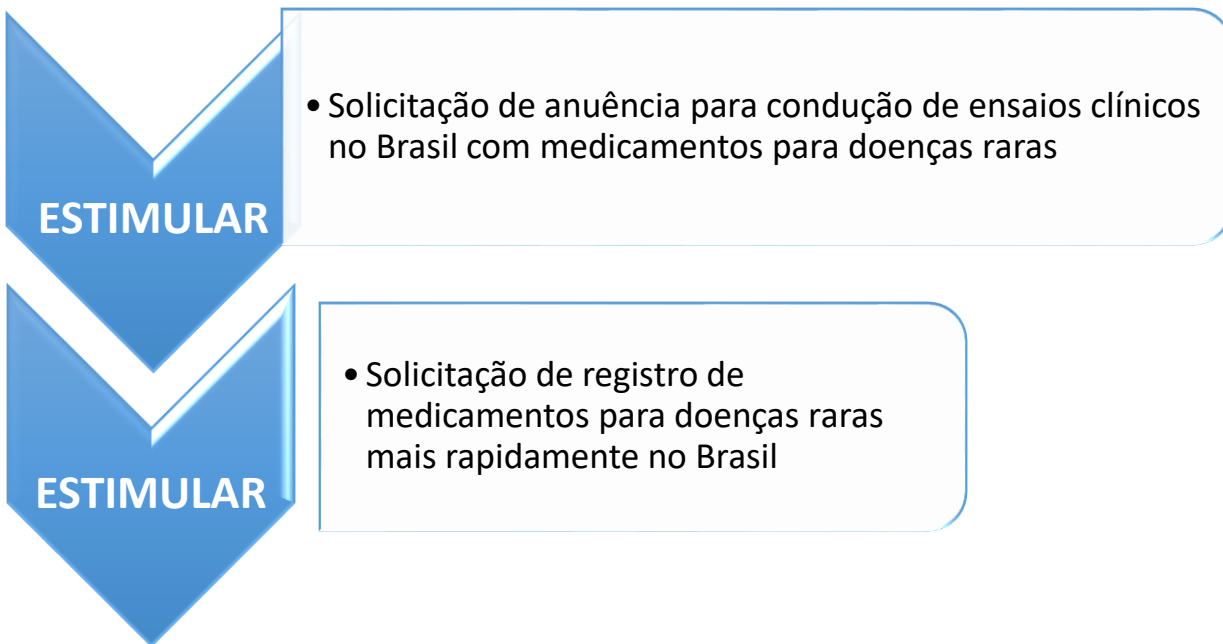 • Solicitação de anuência para condução de ensaios clínicos
no Brasil com medicamentos para doenças raras
ESTIMULAR
• Solicitação de registro de
medicamentos para doenças raras
mais rapidamente no Brasil
ESTIMULAR